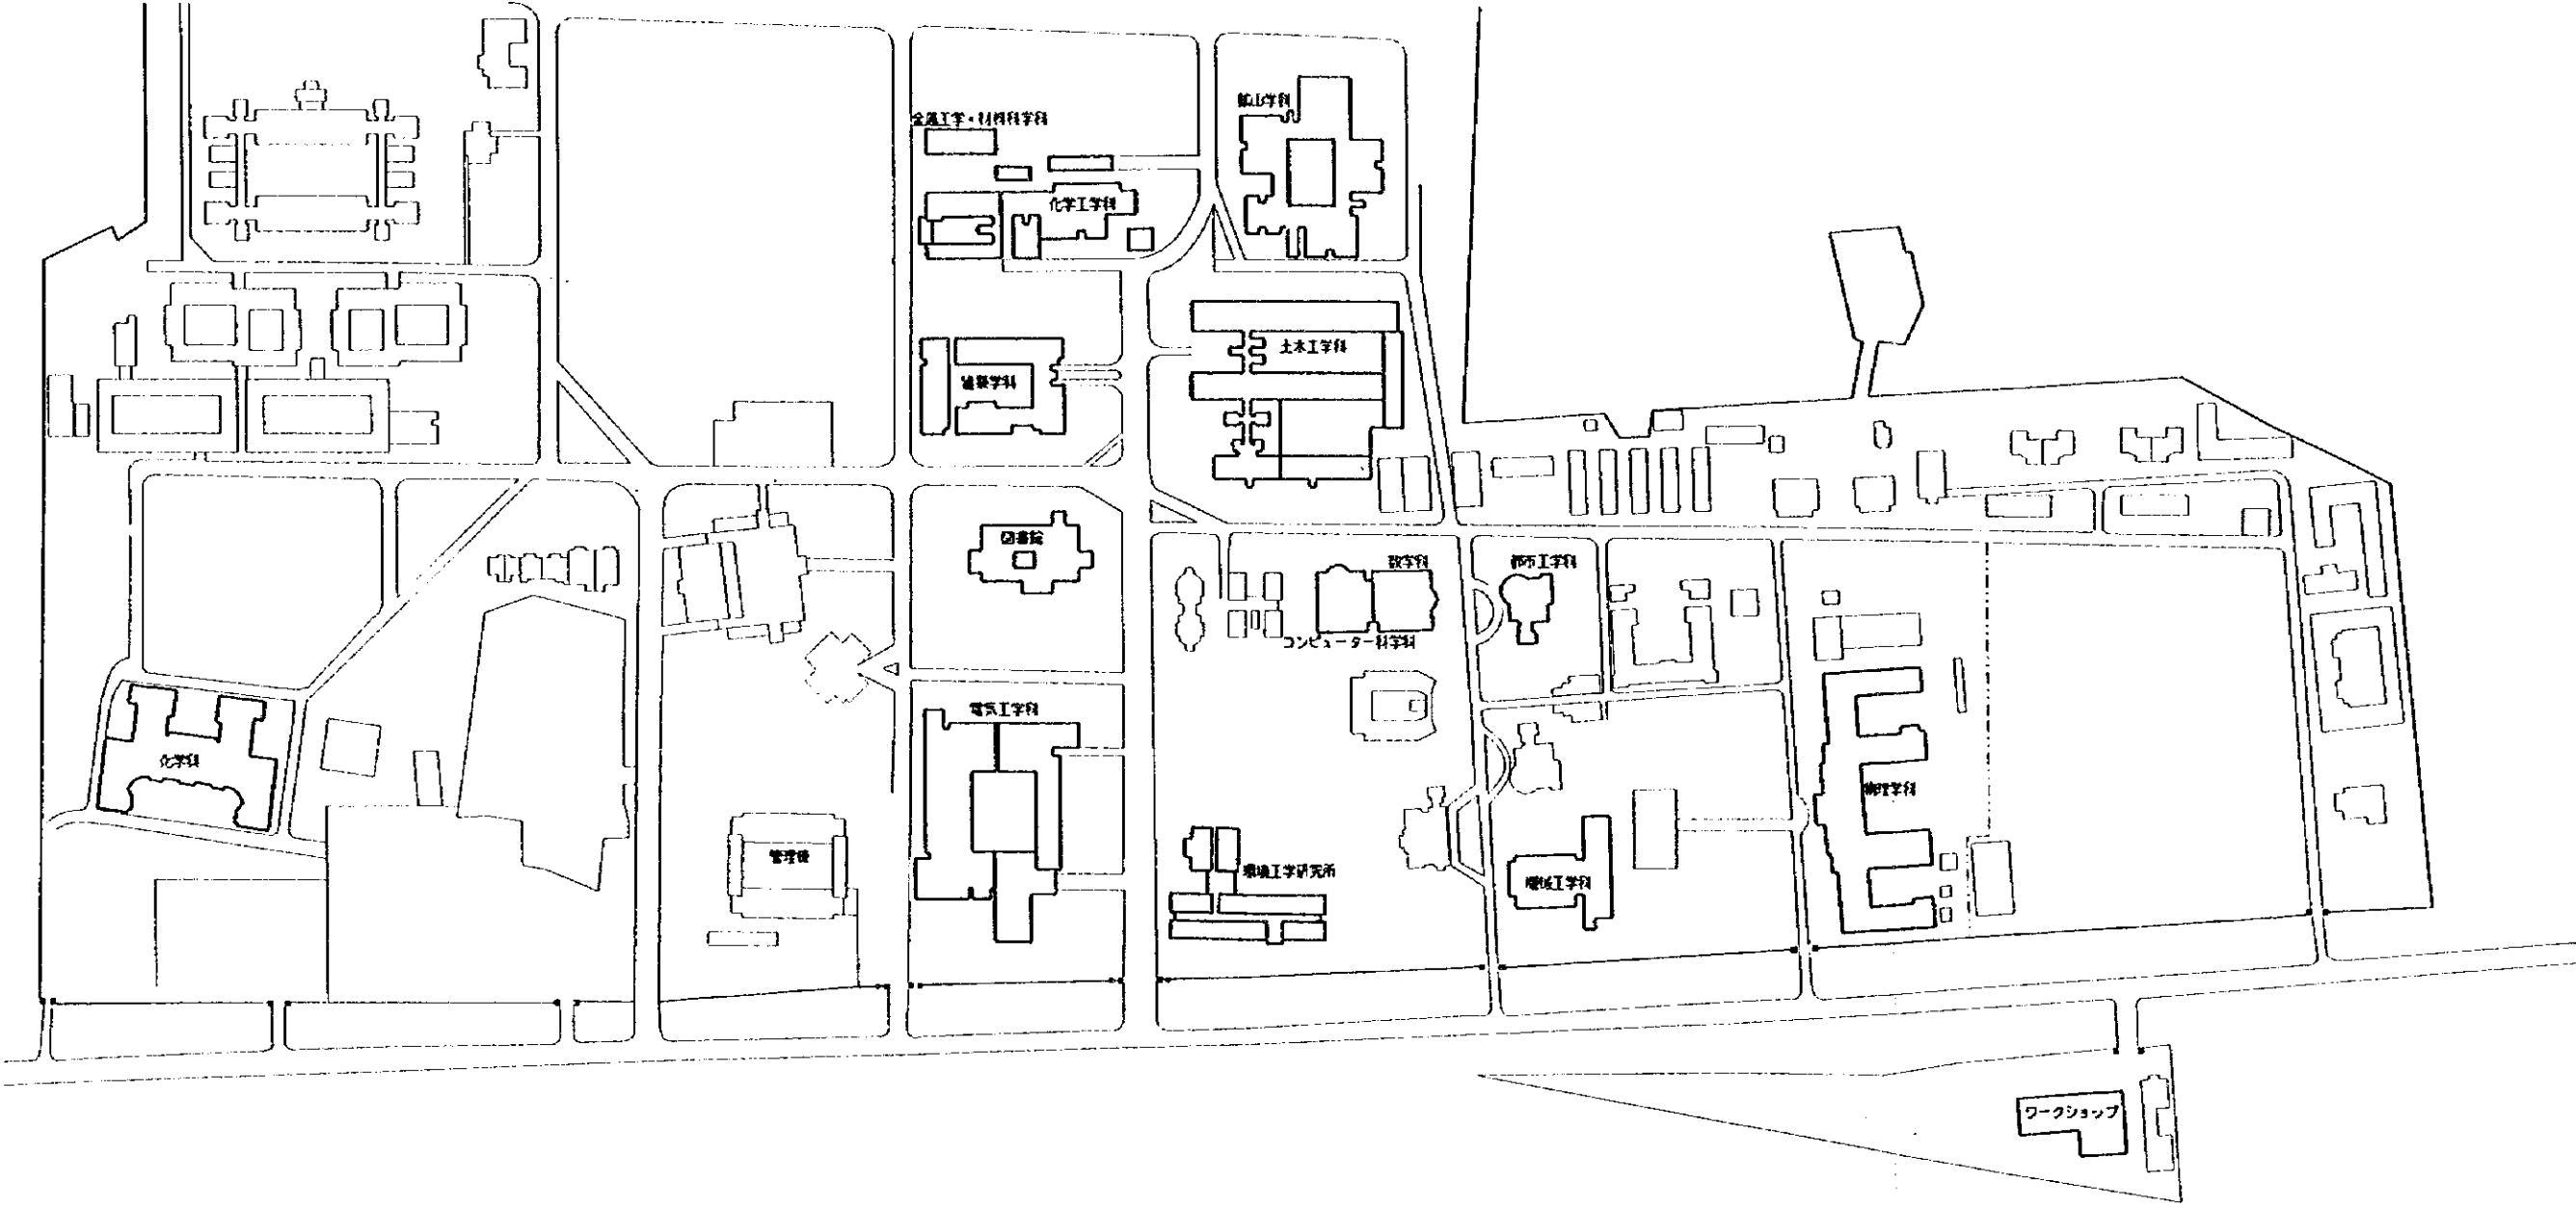 鉱山学科
金属工学・材料科学科
化学工学科
土木工学科
建築学科
図書館
数学科
都市工学科
コンピューター科学科
電気工学科
化学科
物理学科
管理棟
環境工学研究所
機械工学科
ワークショップ